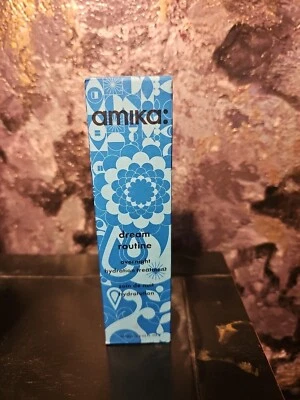 amika:
dream
routine
overnight
hydration treatment
soin de nuit
hydratation